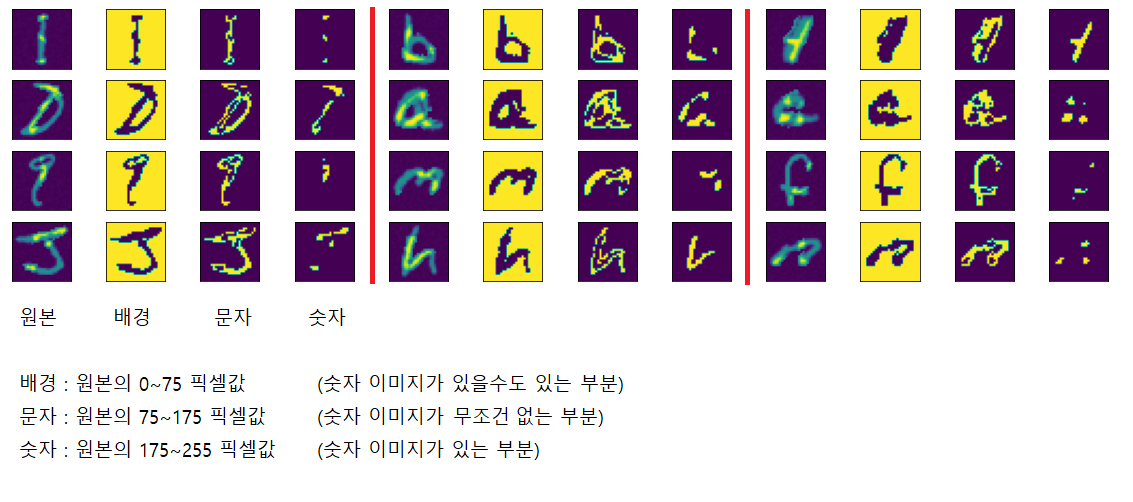 원본 배경 문자 숫자
배경 : 원본의 0~75 픽셀값 (숫자 이미지가 있을수도 있는 부분)
문자 : 원본의 75~175 픽셀값 (숫자 이미지가 무조건 없는 부분)
숫자 : 원본의 175~255 픽셀값 (숫자 이미지가 있는 부분)